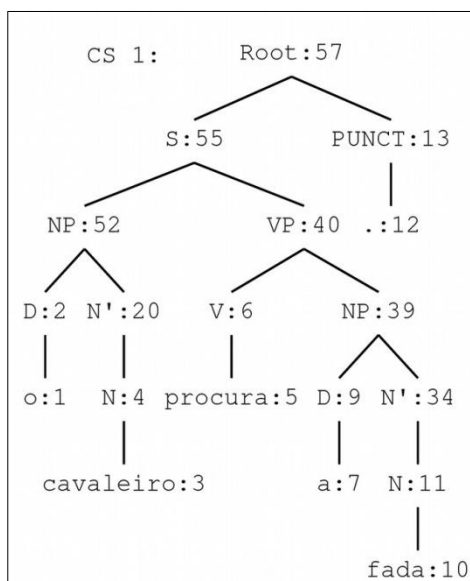 CS 1: Root:57
S:55 PUNCT:13
NP:52 VP:40 .:12
D:2 N':20 V:6 NP:39
o:1 N:4 procura:5 D:9 N':34
cavaleiro:3 a:7 N:11
fada:10